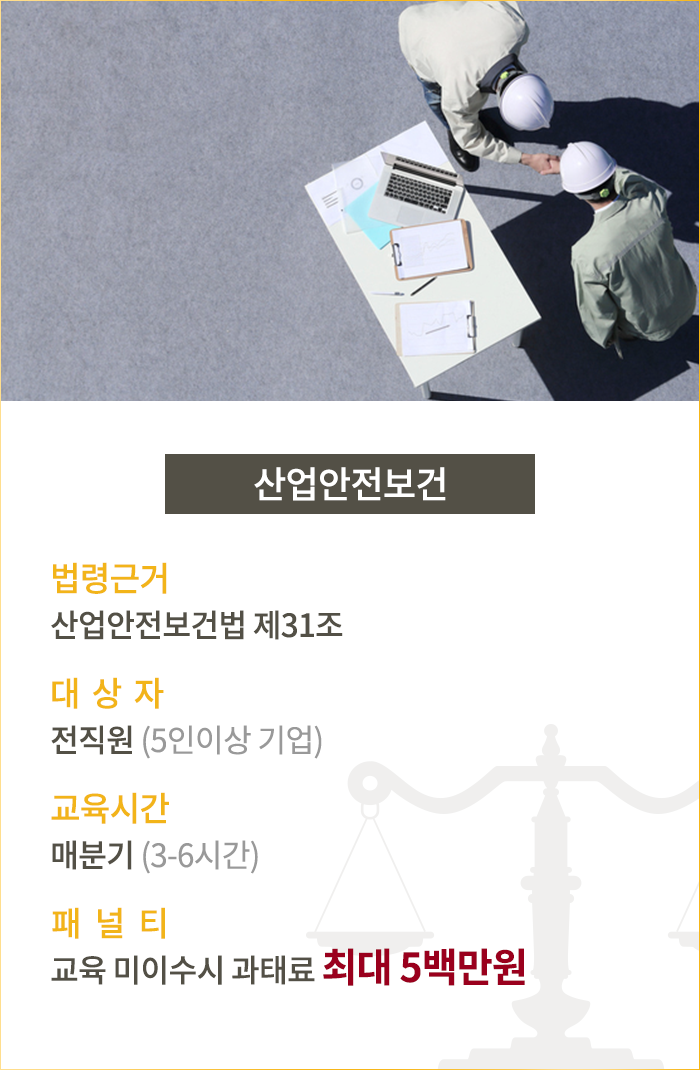 산업안전보건
법령근거
산업안전보건법 제31조
대 상 자
전직원 (5인이상 기업)
교육시간
매분기 (3-6시간)
패 널 티
교육 미이수시 과태료 최대 5백만원